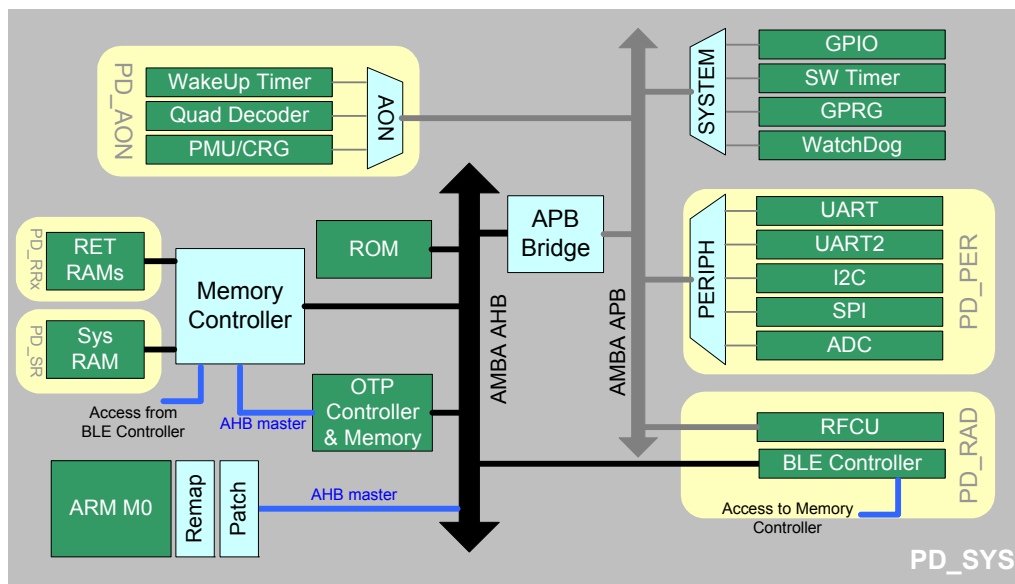 PD_AON
WakeUp Timer
Quad Decoder
PMU/CRG
AON
SYSTEM
GPIO
SW Timer
GPRG
WatchDog
PD_RRx
RET
RAMs
PD_SR
Sys
RAM
Memory
Controller
ROM
APB
Bridge
AMBA AHB
AMBA APB
PERIPH
UART
UART2
I2C
SPI
ADC
PD_PER
Access from
BLE Controller
AHB master
OTP
Controller
& Memory
RFCU
BLE Controller
PD_RAD
Access to Memory
Controller
ARM M0
Remap
Patch
AHB master
PD_SYS